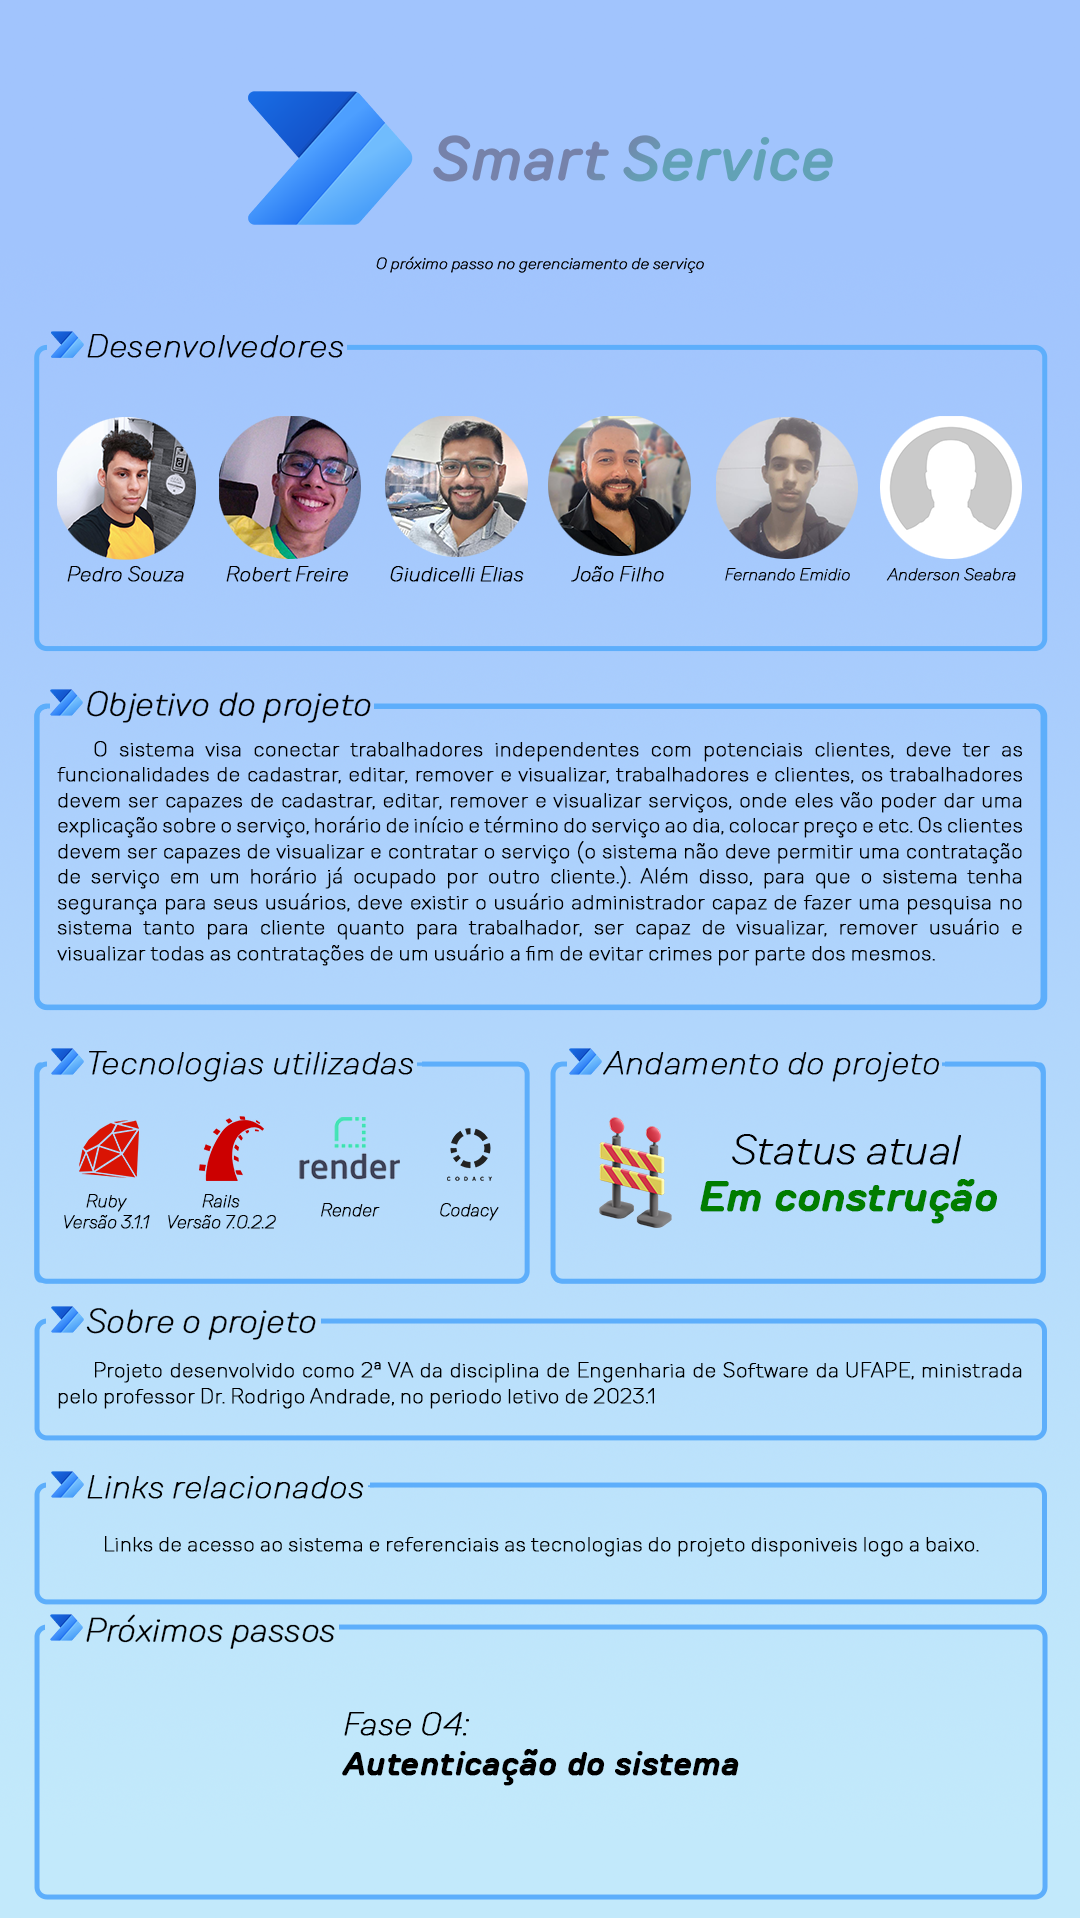 Smart Service
O próximo passo no gerenciamento de serviço
Desenvolvedores
Pedro Souza
Robert Freire
Giudicelli Elias
João Filho
Fernando Emidio
Anderson Seabra
Objetivo do projeto
O sistema visa conectar trabalhadores independentes com potenciais clientes, deve ter as
funcionalidades de cadastrar, editar, remover e visualizar, trabalhadores e clientes, os trabalhadores
devem ser capazes de cadastrar, editar, remover e visualizar serviços, onde eles vão poder dar uma
explicação sobre o serviço, horário de início e término do serviço ao dia, colocar preço e etc. Os clientes
devem ser capazes de visualizar e contratar o serviço (o sistema não deve permitir uma contratação
de serviço em um horário já ocupado por outro cliente.). Além disso, para que o sistema tenha
segurança para seus usuários, deve existir o usuário administrador capaz de fazer uma pesquisa no
sistema tanto para cliente quanto para trabalhador, ser capaz de visualizar, remover usuário e
visualizar todas as contratações de um usuário a fim de evitar crimes por parte dos mesmos.
Tecnologias utilizadas
Ruby
Versão 3.1.1
Rails
Versão 7.0.2.2
render
Render
CODACY
Codacy
Andamento do projeto
Status atual
Em construção
Sobre o projeto
Projeto desenvolvido como 2ª VA da disciplina de Engenharia de Software da UFAPE, ministrada
pelo professor Dr. Rodrigo Andrade, no periodo letivo de 2023.1
Links relacionados
Links de acesso ao sistema e referenciais as tecnologias do projeto disponiveis logo a baixo.
Próximos passos
Fase 04:
Autenticação do sistema